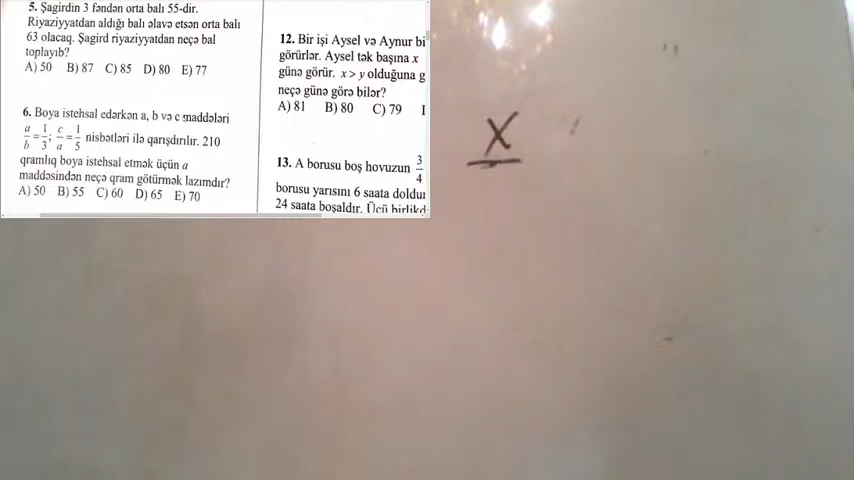 5. Şagirdin 3 fəndən orta balı 55-dir.
Riyaziyyatdan aldığı balı əlavə etsən orta balı
63 olacaq. Şagird riyaziyyatdan neçə bal
toplayıb?
A) 50 B) 87 C) 85 D) 80 E) 77
6. Boya istehsal edərkən a, b və c maddələri
a/b = 1/3; c/a = 1/5 nisbətləri ilə qarışdırılır. 210
qramlıq boya istehsal etmək üçün a
maddəsindən neçə qram götürmək lazımdır?
A) 50 B) 55 C) 60 D) 65 E) 70
12. Bir işi Aysel və Aynur bi
görürlər. Aysel tək başına x
günə görür. x > y olduğuna g
neçə günə görə bilər?
A) 81 B) 80 C) 79
13. A borusu boş hovuzun 3/4
borusu yarısını 6 saata doldur
24 saata boşaldır. Üçü birlikd
X